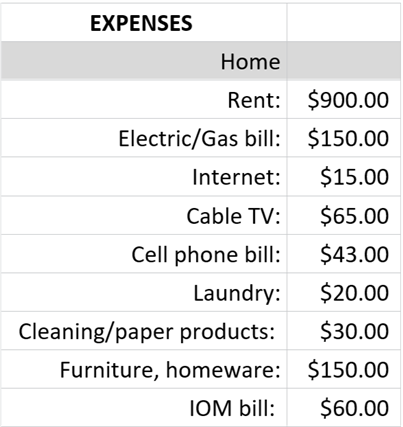 EXPENSES
Home
Rent: $900.00
Electric/Gas bill: $150.00
Internet: $15.00
Cable TV: $65.00
Cell phone bill: $43.00
Laundry: $20.00
Cleaning/paper products: $30.00
Furniture, homeware: $150.00
IOM bill: $60.00